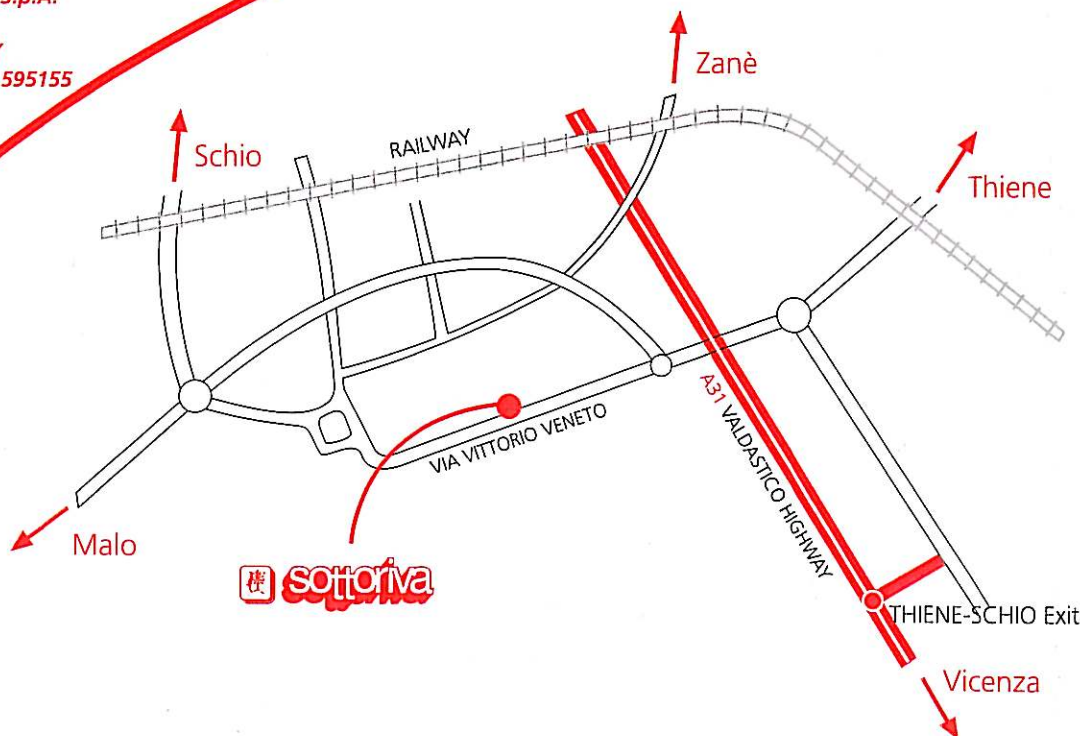 S.p.A.
595155
Zanè
Schio
RAILWAY
Thiene
A31 VALDASTICO HIGHWAY
VIA VITTORIO VENETO
Malo
sottoriva
THIENE-SCHIO Exit
Vicenza